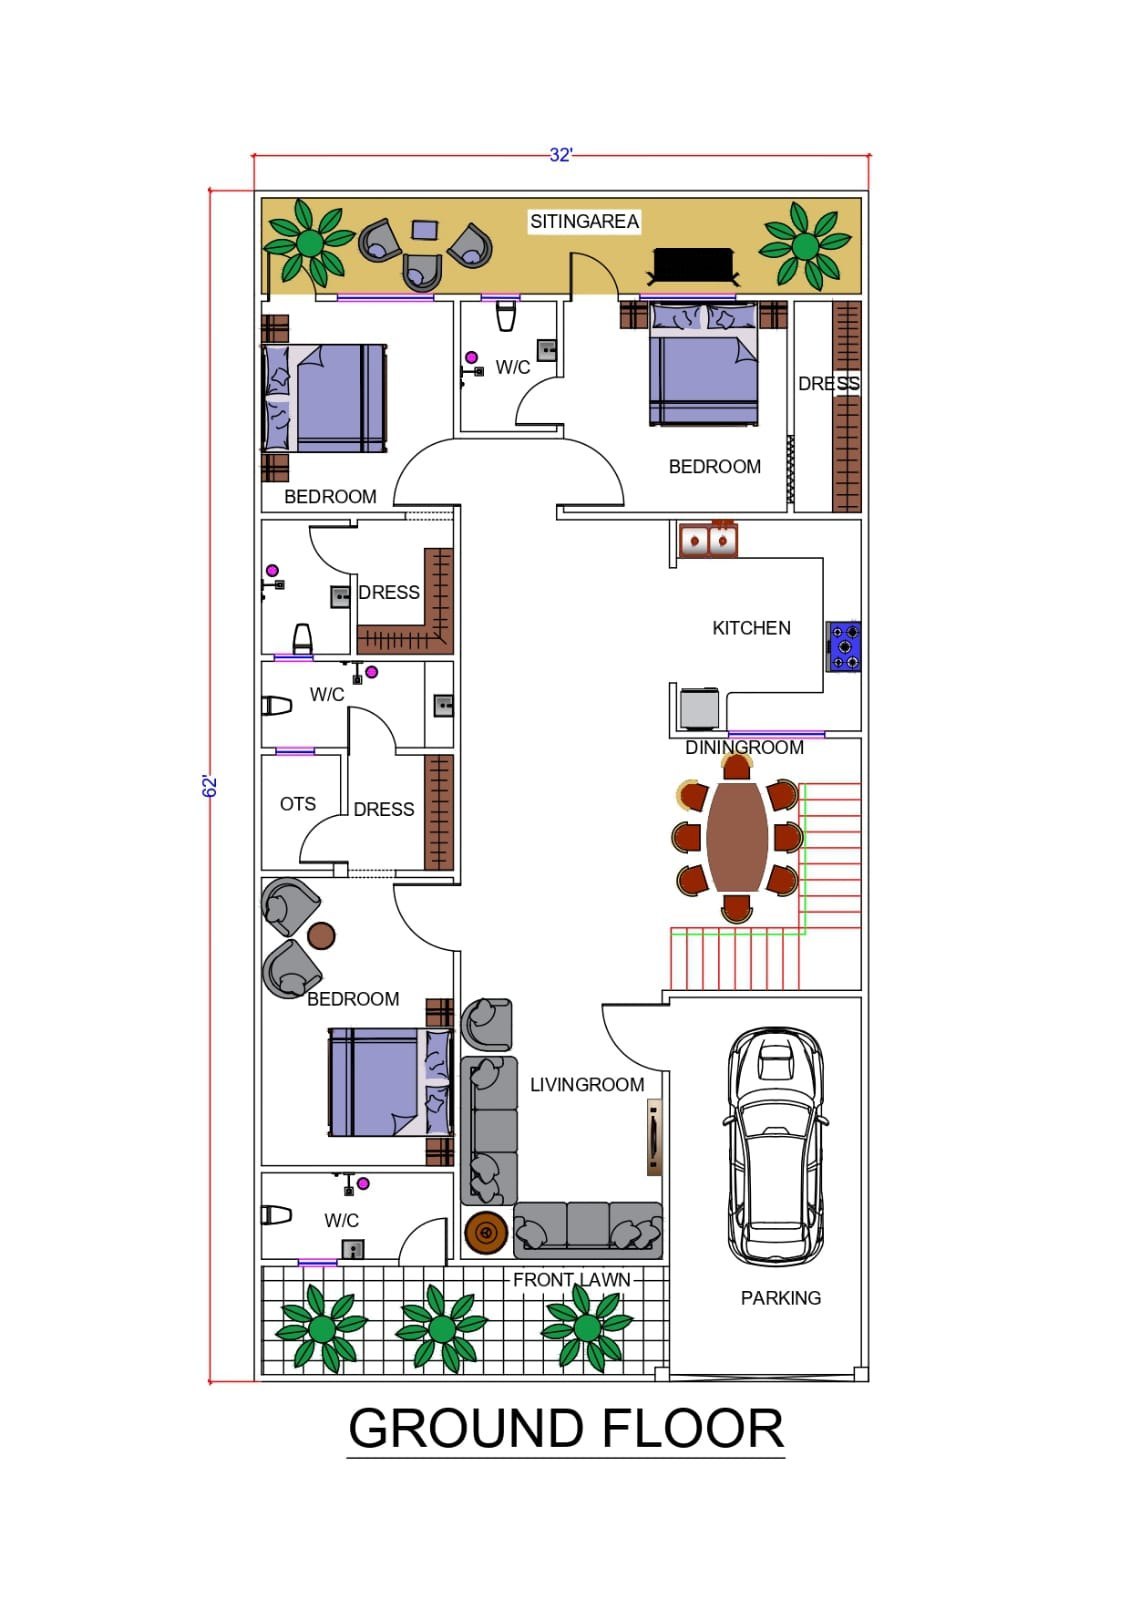 32'
SITINGAREA
W/C
DRESS
BEDROOM
BEDROOM
DRESS
KITCHEN
W/C
DININGROOM
62'
OTS
DRESS
BEDROOM
LIVINGROOM
W/C
FRONT LAWN
PARKING
GROUND FLOOR